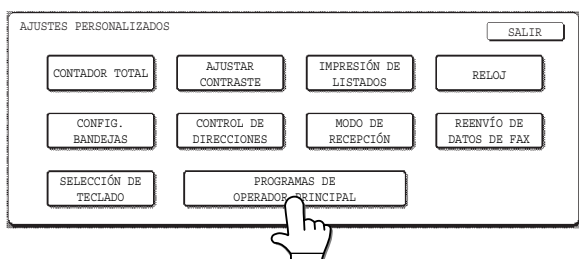 AJUSTES PERSONALIZADOS
SALIR
CONTADOR TOTAL
AJUSTAR
CONTRASTE
IMPRESIÓN DE
LISTADOS
RELOJ
CONFIG.
BANDEJAS
CONTROL DE
DIRECCIONES
MODO DE
RECEPCIÓN
REENVÍO DE
DATOS DE FAX
SELECCIÓN DE
TECLADO
PROGRAMAS DE
OPERADOR PRINCIPAL